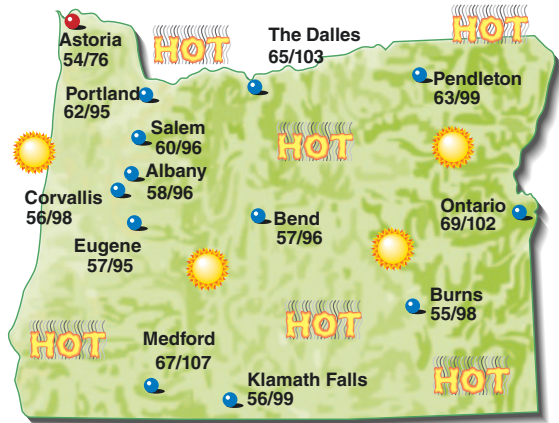 HOT
HOT
Astoria
54/76
The Dalles
65/103
Portland
62/95
Pendleton
63/99
Salem
60/96
HOT
Albany
58/96
Corvallis
56/98
Ontario
69/102
Bend
57/96
Eugene
57/95
Burns
55/98
HOT
HOT
Medford
67/107
Klamath Falls
56/99
HOT